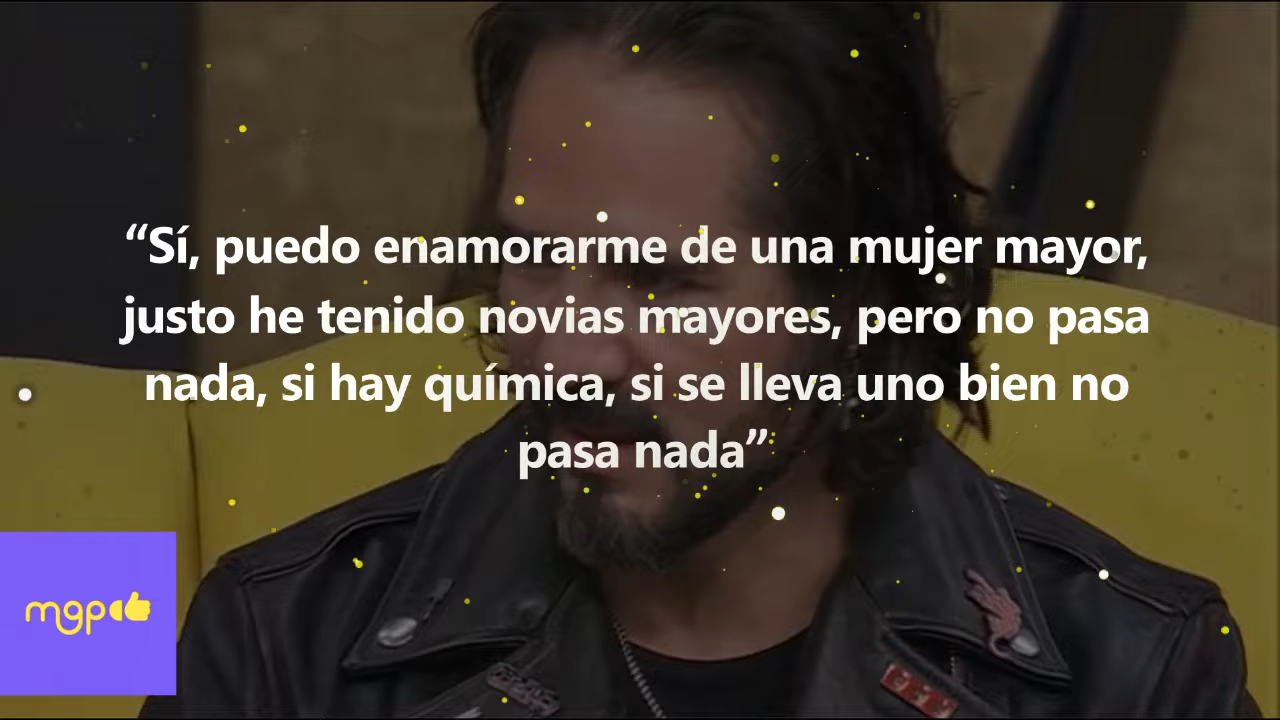 “Sí, puedo enamorarme de una mujer mayor,
justo he tenido novias mayores, pero no pasa
nada, si hay química, si se lleva uno bien no
pasa nada”
mgp